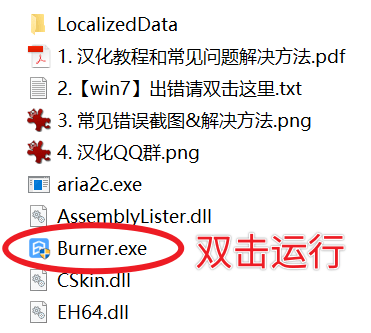 LocalizedData
1. 汉化教程和常见问题解决方法.pdf
2.【win7】出错请双击这里.txt
3. 常见错误截图&解决方法.png
4. 汉化QQ群.png
aria2c.exe
AssemblyLister.dll
Burner.exe 双击运行
CSkin.dll
EH64.dll